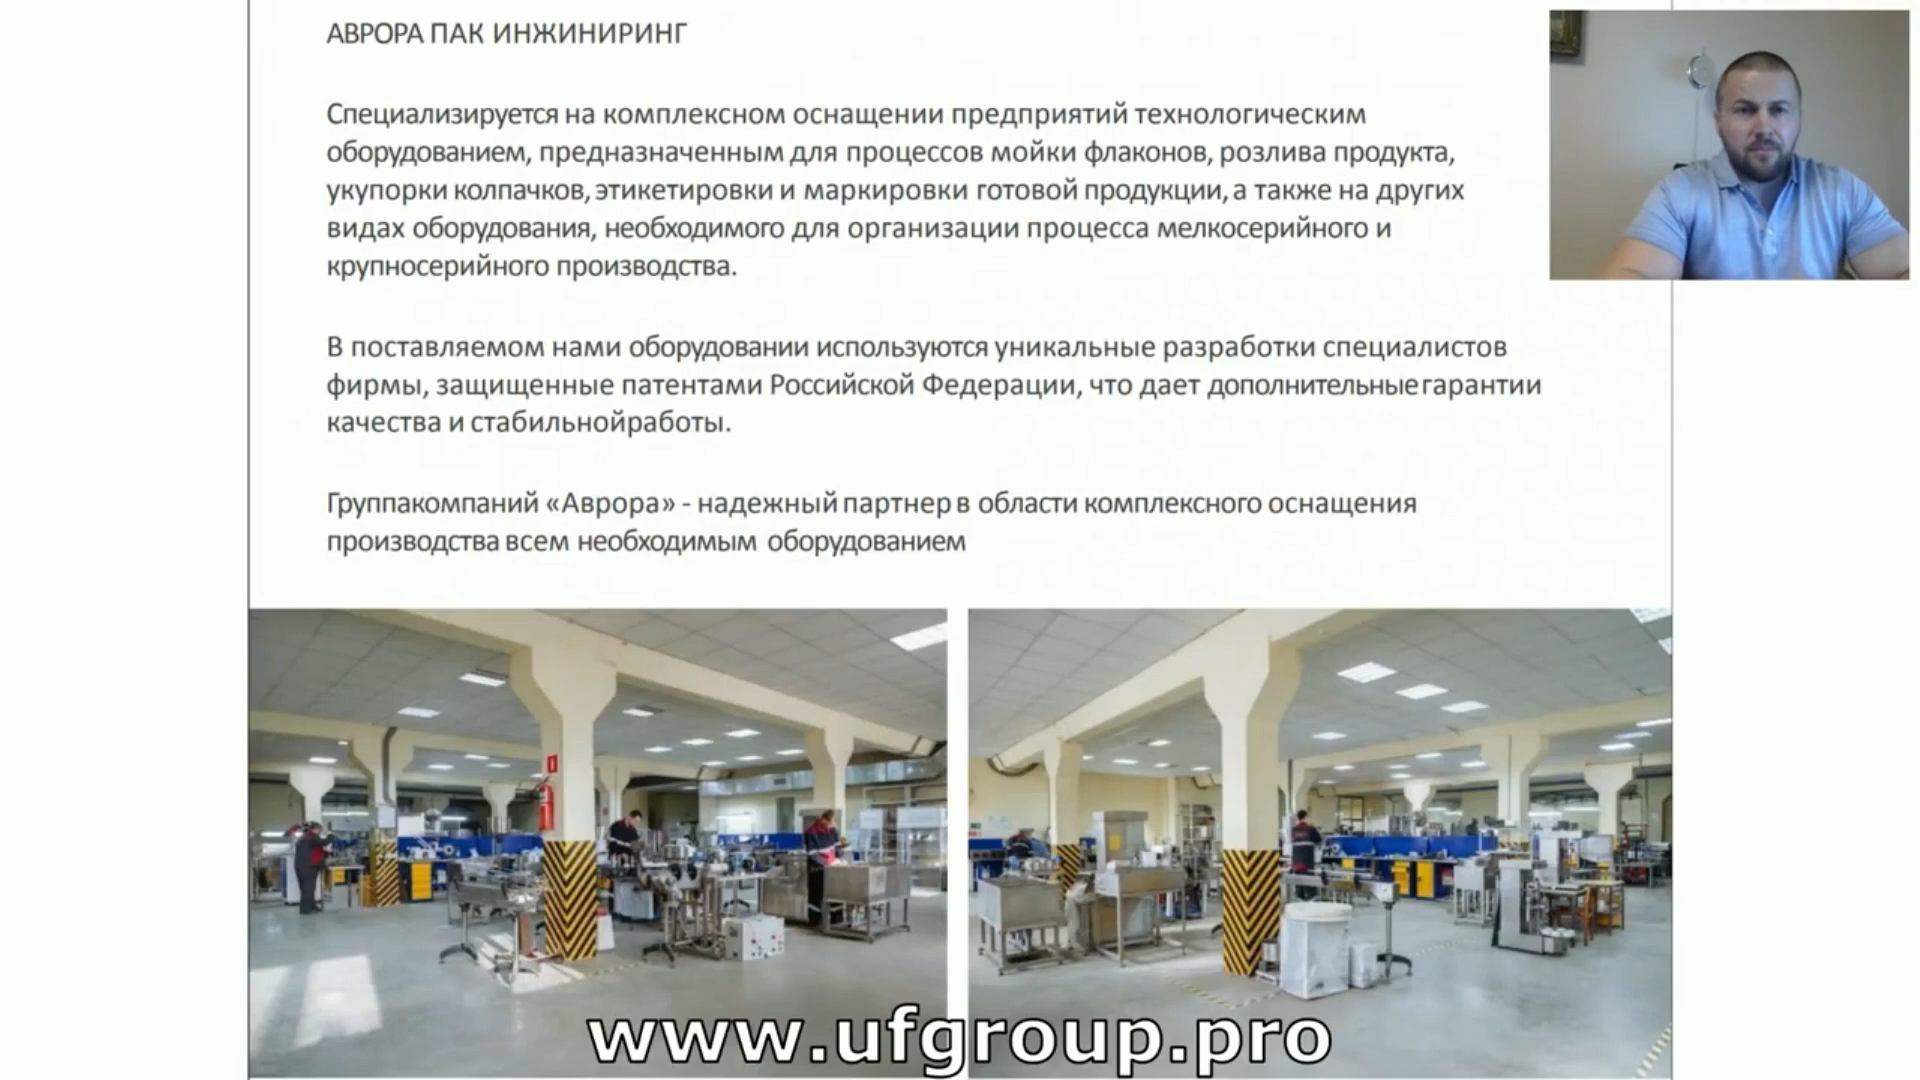 АВРОРА ПАК ИНЖИНИРИНГ
Специализируется на комплексном оснащении предприятий технологическим
оборудованием, предназначенным для процессов мойки флаконов, розлива продукта,
укупорки колпачков, этикетировки и маркировки готовой продукции, а также на других
видах оборудования, необходимого для организации процесса мелкосерийного и
крупносерийного производства.
В поставляемом нами оборудовании используются уникальные разработки специалистов
фирмы, защищенные патентами Российской Федерации, что дает дополнительные гарантии
качества и стабильнойработы.
Группакомпаний «Аврора» - надежный партнер в области комплексного оснащения
производства всем необходимым оборудованием
www.ufgroup.pro